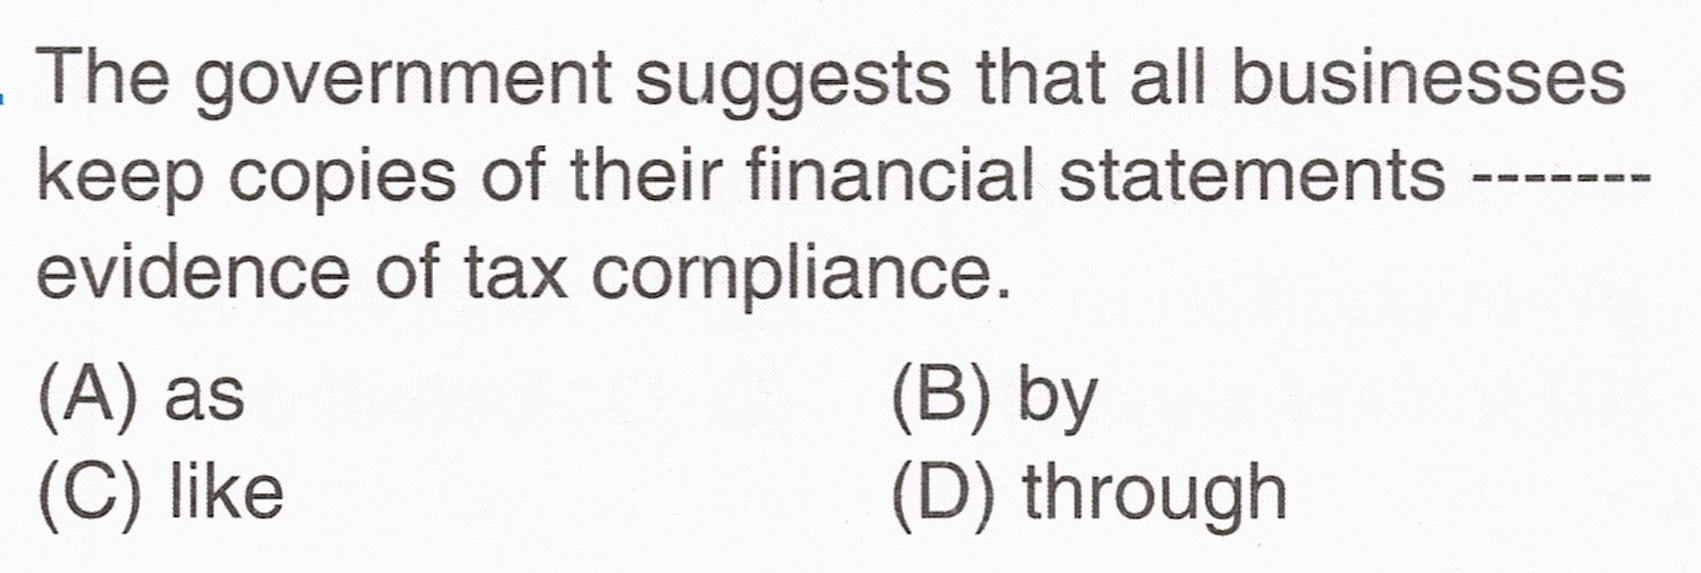 The government suggests that all businesses
keep copies of their financial statements -------
evidence of tax compliance.
(A) as (B) by
(C) like (D) through